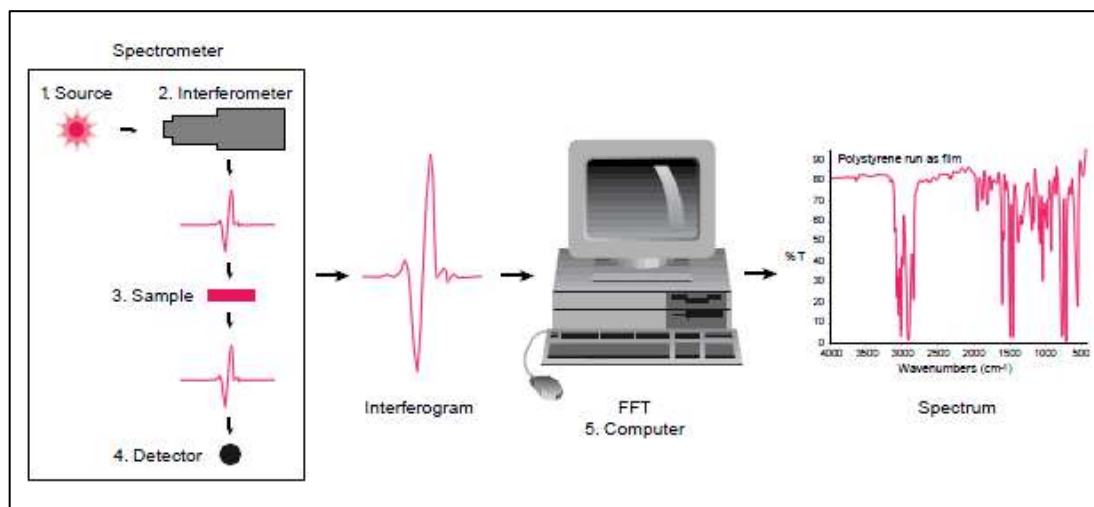 Spectrometer
1. Source
2. Interferometer
3. Sample
4. Detector
Interferogram
FFT
5. Computer
Polystyrene run as film
90
80
70
60
50
% T
40
30
20
10
0
4000 3500 3000 2500 2000 1500 1000 500
Wavenumbers (cm-1)
Spectrum